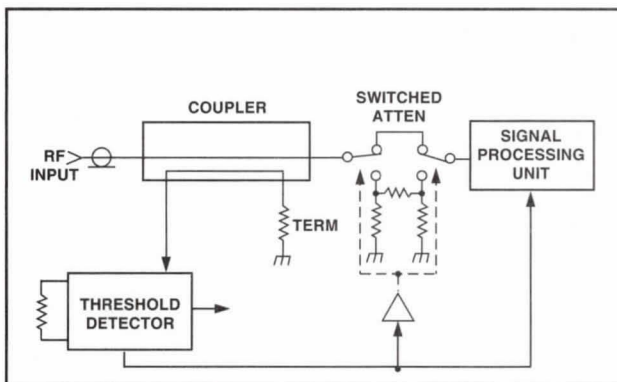 COUPLER
SWITCHED
ATTEN
RF
INPUT
SIGNAL
PROCESSING
UNIT
TERM
THRESHOLD
DETECTOR